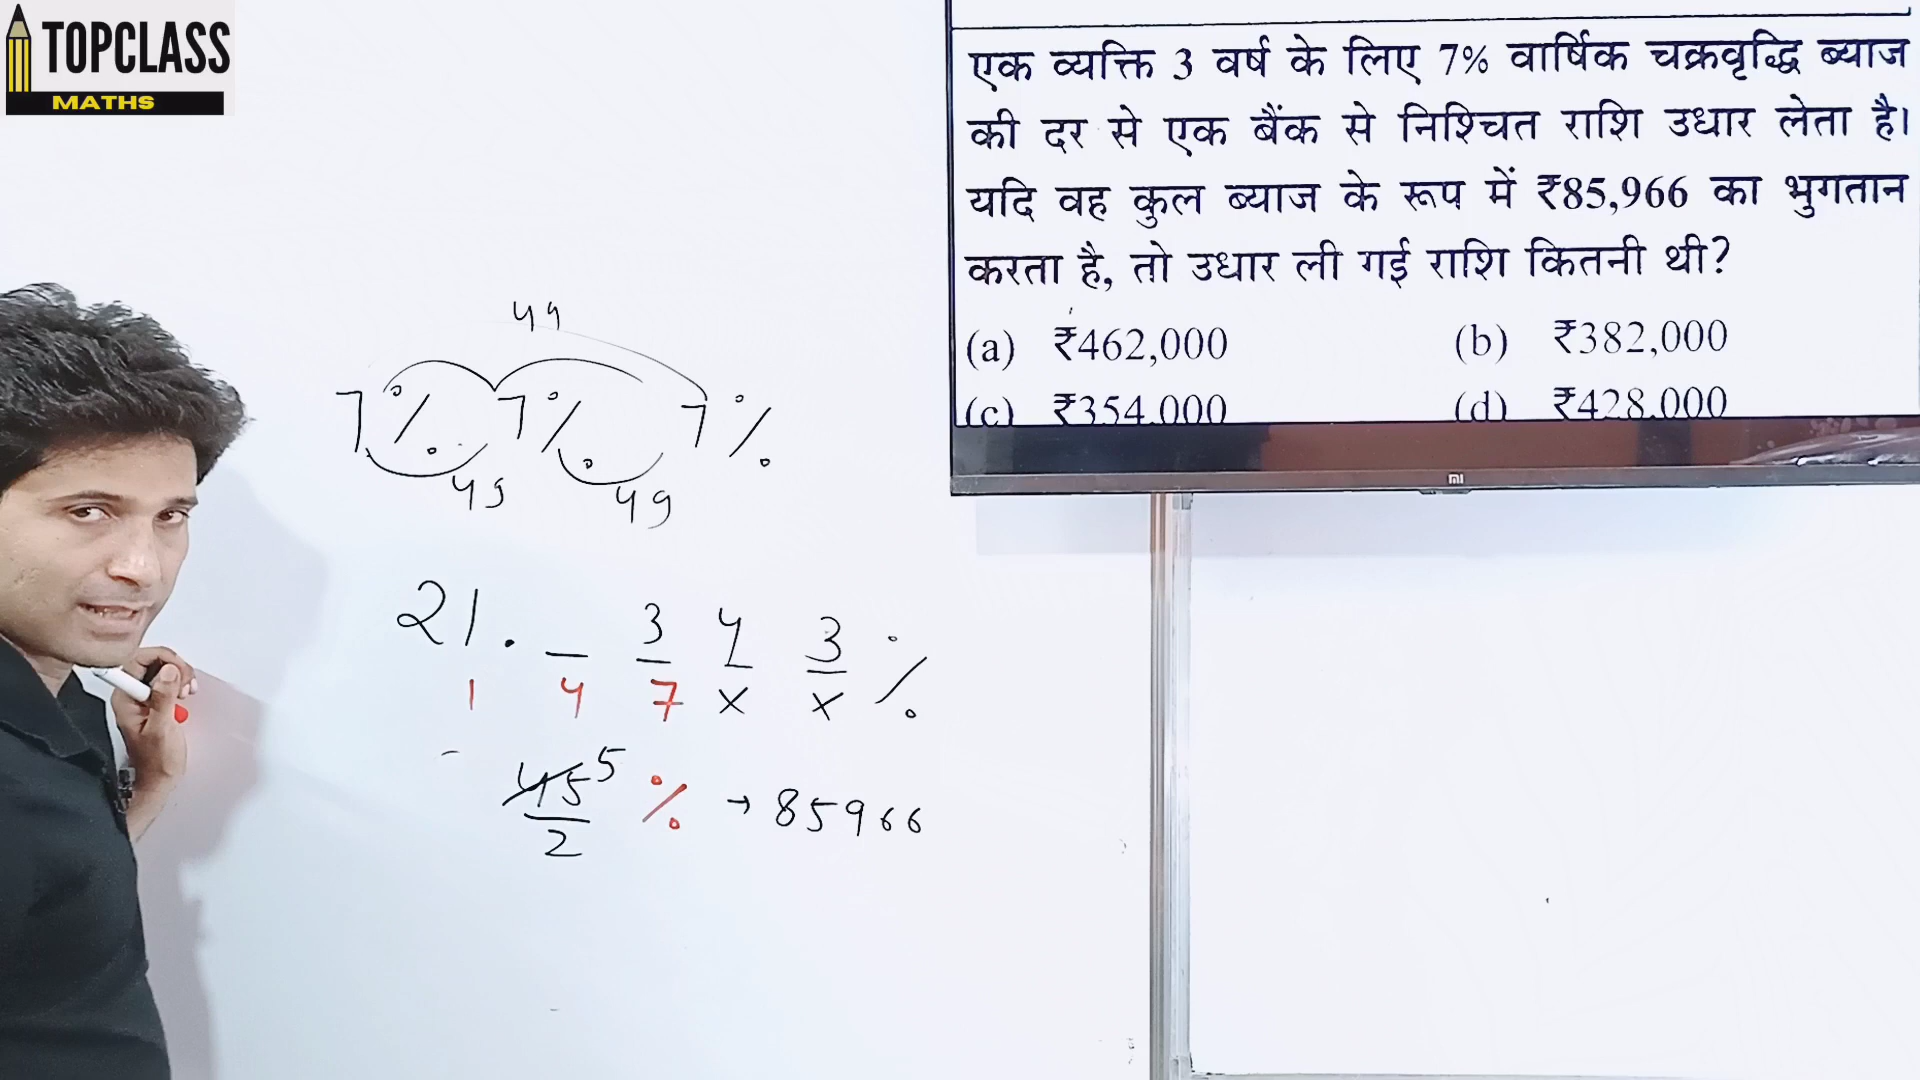 TOPCLASS
MATHS
एक व्यक्ति 3 वर्ष के लिए 7% वार्षिक चक्रवृद्धि ब्याज
की दर से एक बैंक से निश्चित राशि उधार लेता है।
यदि वह कुल ब्याज के रूप में ₹85,966 का भुगतान
करता है, तो उधार ली गई राशि कितनी थी?
(a) ₹462,000 (b) ₹382,000
(c) ₹354,000 (d) ₹428,000
mi
49
7% 7% 7%
49 49
21. _ 3 4 3 %
1 4 7 x x
45 5 % → 85966
2